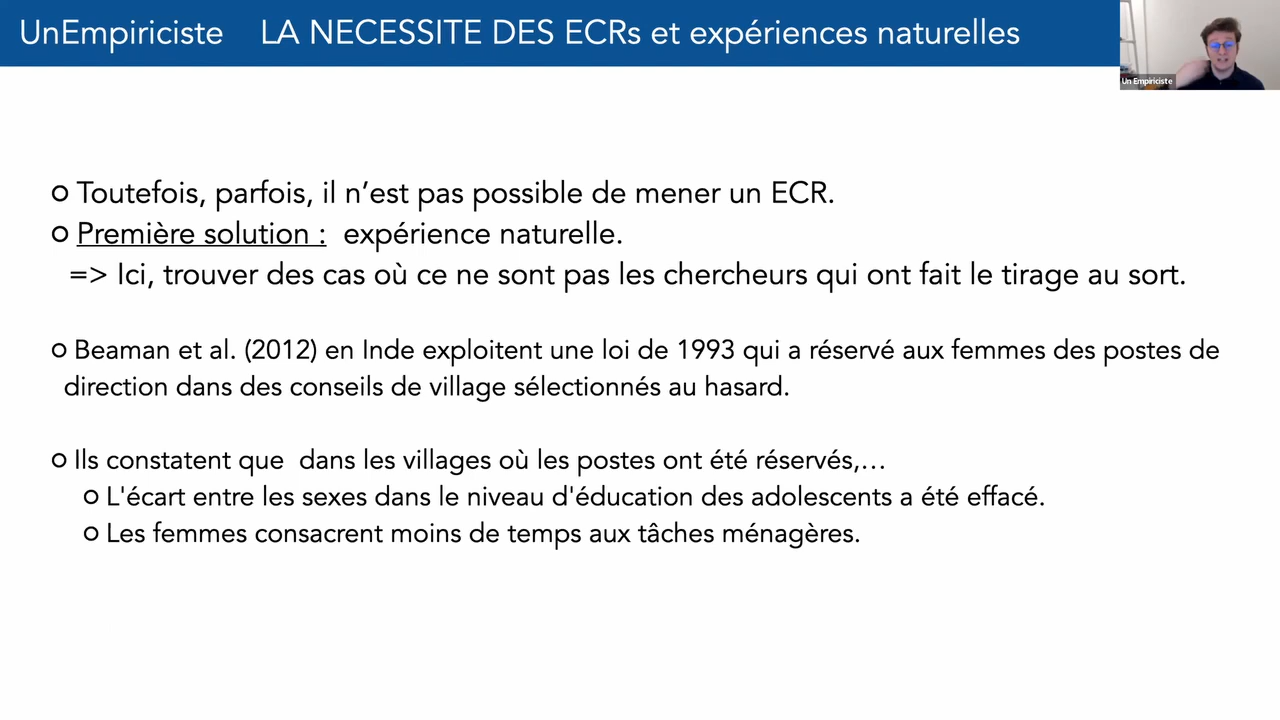 UnEmpiriciste LA NECESSITE DES ECRs et expériences naturelles
Un Empiriciste
Toutefois, parfois, il n’est pas possible de mener un ECR.
Première solution : expérience naturelle.
=> Ici, trouver des cas où ce ne sont pas les chercheurs qui ont fait le tirage au sort.
Beaman et al. (2012) en Inde exploitent une loi de 1993 qui a réservé aux femmes des postes de
direction dans des conseils de village sélectionnés au hasard.
Ils constatent que dans les villages où les postes ont été réservés,…
L'écart entre les sexes dans le niveau d'éducation des adolescents a été effacé.
Les femmes consacrent moins de temps aux tâches ménagères.